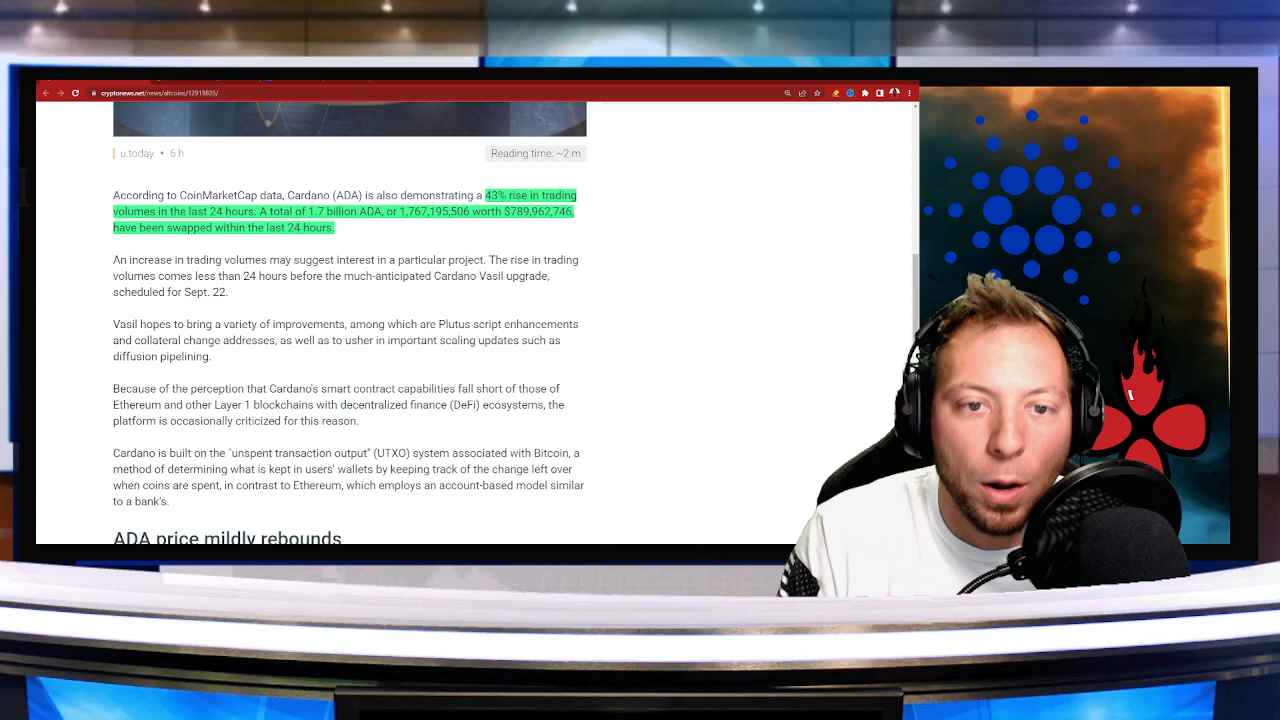 cryptonews.net/news/altcoins/12919835/
u.today • 6 h
Reading time: ~2 m
According to CoinMarketCap data, Cardano (ADA) is also demonstrating a 43% rise in trading
volumes in the last 24 hours. A total of 1.7 billion ADA, or 1,767,195,506 worth $789,962,746,
have been swapped within the last 24 hours.
An increase in trading volumes may suggest interest in a particular project. The rise in trading
volumes comes less than 24 hours before the much-anticipated Cardano Vasil upgrade,
scheduled for Sept. 22.
Vasil hopes to bring a variety of improvements, among which are Plutus script enhancements
and collateral change addresses, as well as to usher in important scaling updates such as
diffusion pipelining.
Because of the perception that Cardano's smart contract capabilities fall short of those of
Ethereum and other Layer 1 blockchains with decentralized finance (DeFi) ecosystems, the
platform is occasionally criticized for this reason.
Cardano is built on the "unspent transaction output" (UTXO) system associated with Bitcoin, a
method of determining what is kept in users' wallets by keeping track of the change left over
when coins are spent, in contrast to Ethereum, which employs an account-based model similar
to a bank's.
ADA price mildly rebounds